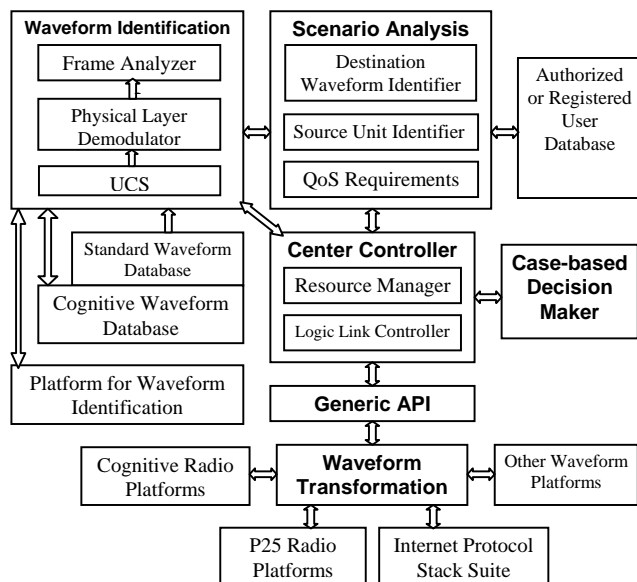 Waveform Identification
Frame Analyzer
Physical Layer
Demodulator
UCS
Scenario Analysis
Destination
Waveform Identifier
Source Unit Identifier
QoS Requirements
Authorized
or Registered
User
Database
Standard Waveform
Database
Cognitive Waveform
Database
Platform for Waveform
Identification
Center Controller
Resource Manager
Logic Link Controller
Case-based
Decision
Maker
Generic API
Waveform
Transformation
Cognitive Radio
Platforms
Other Waveform
Platforms
P25 Radio
Platforms
Internet Protocol
Stack Suite